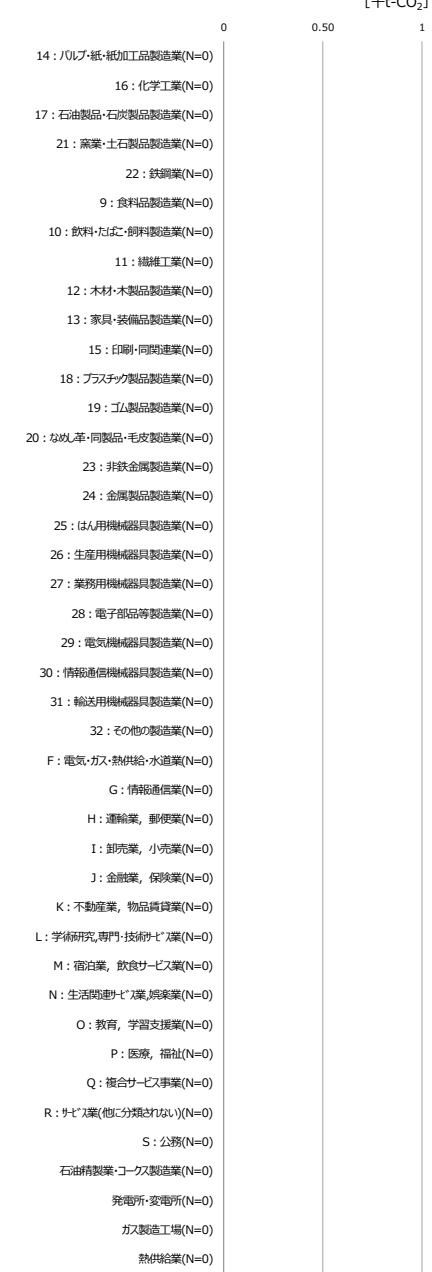 [千t-CO₂]
0 0.50 1
14：パルプ・紙・紙加工品製造業(N=0)
16：化学工業(N=0)
17：石油製品・石炭製品製造業(N=0)
21：窯業・土石製品製造業(N=0)
22：鉄鋼業(N=0)
9：食料品製造業(N=0)
10：飲料・たばこ・飼料製造業(N=0)
11：繊維工業(N=0)
12：木材・木製品製造業(N=0)
13：家具・装備品製造業(N=0)
15：印刷・同関連業(N=0)
18：プラスチック製品製造業(N=0)
19：ゴム製品製造業(N=0)
20：なめし革・同製品・毛皮製造業(N=0)
23：非鉄金属製造業(N=0)
24：金属製品製造業(N=0)
25：はん用機械器具製造業(N=0)
26：生産用機械器具製造業(N=0)
27：業務用機械器具製造業(N=0)
28：電子部品等製造業(N=0)
29：電気機械器具製造業(N=0)
30：情報通信機械器具製造業(N=0)
31：輸送用機械器具製造業(N=0)
32：その他の製造業(N=0)
F：電気・ガス・熱供給・水道業(N=0)
G：情報通信業(N=0)
H：運輸業，郵便業(N=0)
I：卸売業，小売業(N=0)
J：金融業，保険業(N=0)
K：不動産業，物品賃貸業(N=0)
L：学術研究,専門・技術ｻｰﾋﾞｽ業(N=0)
M：宿泊業，飲食サービス業(N=0)
N：生活関連ｻｰﾋﾞｽ業,娯楽業(N=0)
O：教育，学習支援業(N=0)
P：医療，福祉(N=0)
Q：複合サービス事業(N=0)
R：ｻｰﾋﾞｽ業(他に分類されない)(N=0)
S：公務(N=0)
石油精製業・コークス製造業(N=0)
発電所・変電所(N=0)
ガス製造工場(N=0)
熱供給業(N=0)